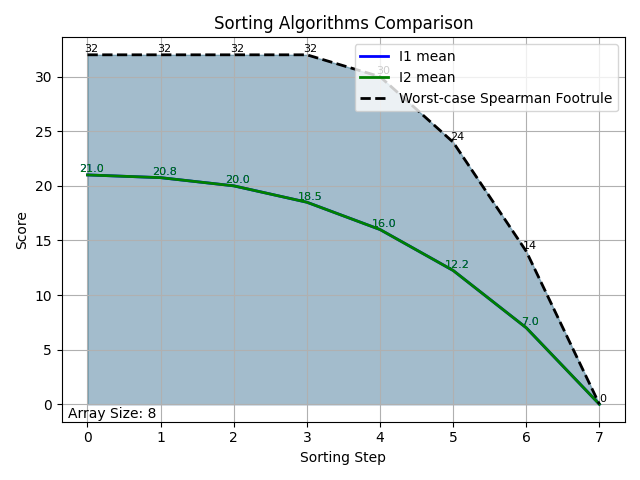 Sorting Algorithms Comparison
I1 mean
I2 mean
Worst-case Spearman Footrule
32
32
32
32
30
24
14
0
21.0
20.8
20.0
18.5
16.0
12.2
7.0
Score
30
25
20
15
10
5
0
Array Size: 8
0 1 2 3 4 5 6 7
Sorting Step